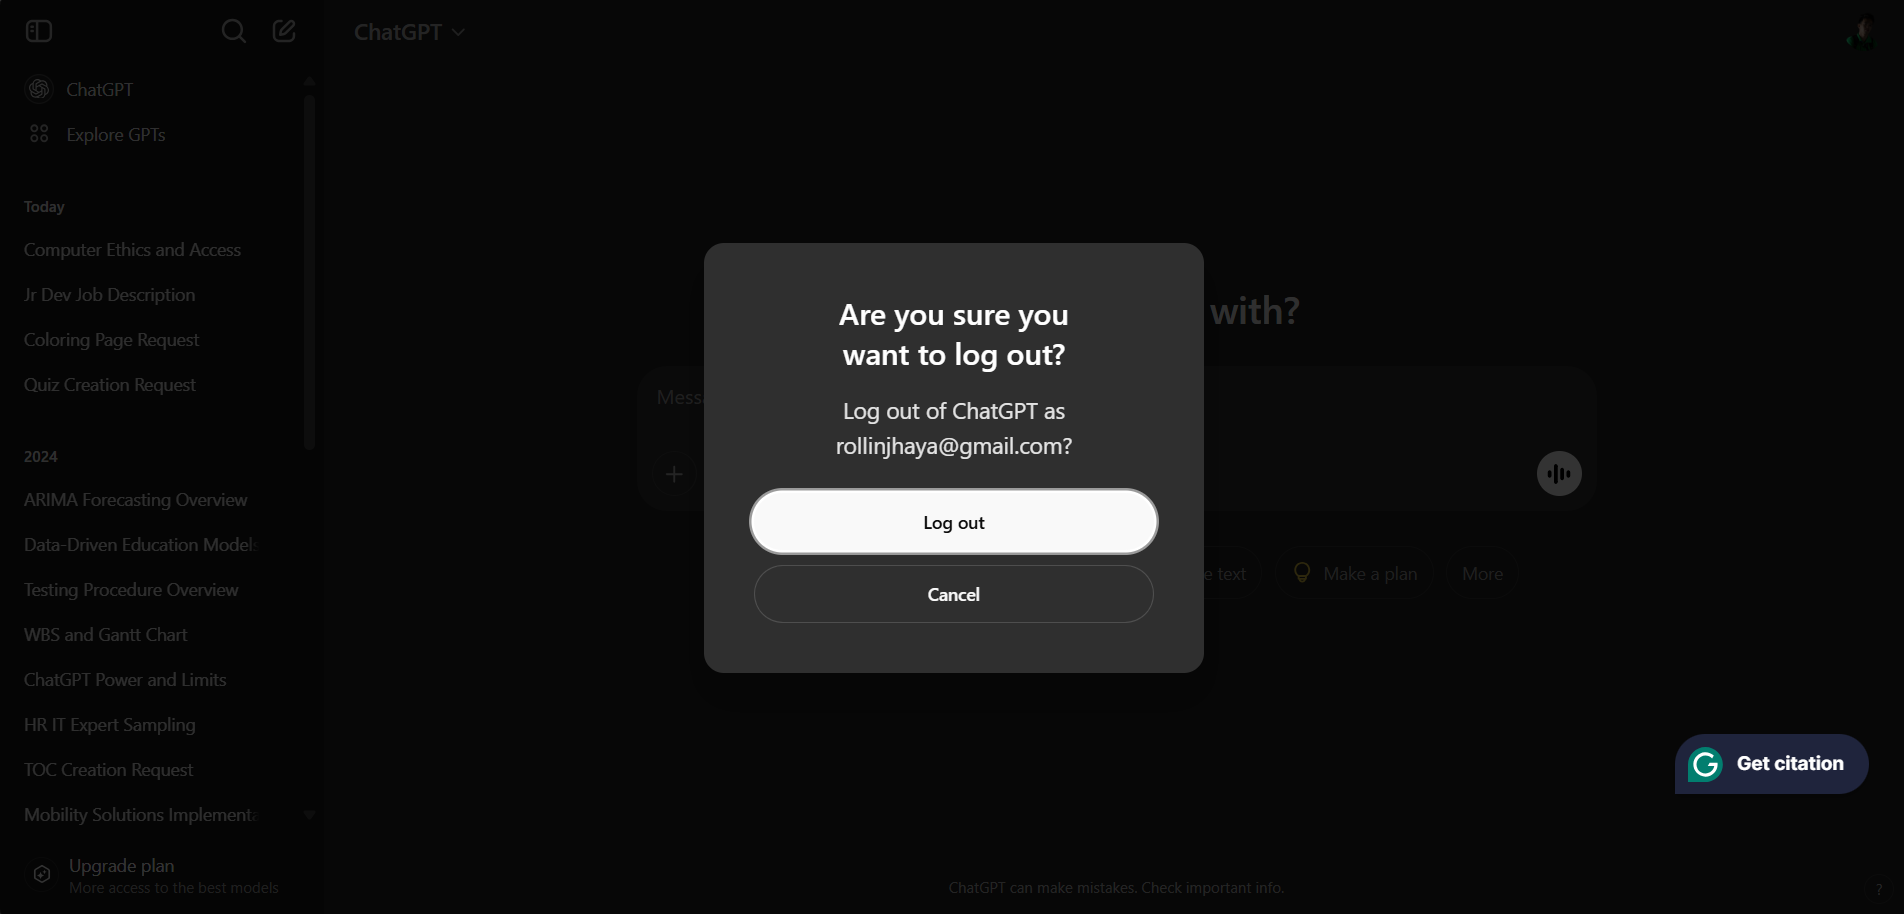 ChatGPT
ChatGPT
Explore GPTs
Today
Computer Ethics and Access
Jr Dev Job Description
Coloring Page Request
Quiz Creation Request
2024
ARIMA Forecasting Overview
Data-Driven Education Models
Testing Procedure Overview
WBS and Gantt Chart
ChatGPT Power and Limits
HR IT Expert Sampling
TOC Creation Request
Mobility Solutions Implementa
Upgrade plan
More access to the best models
with?
Mess
Are you sure you
want to log out?
Log out of ChatGPT as
rollinjhaya@gmail.com?
Log out
Cancel
e text
Make a plan
More
Get citation
ChatGPT can make mistakes. Check important info.
?